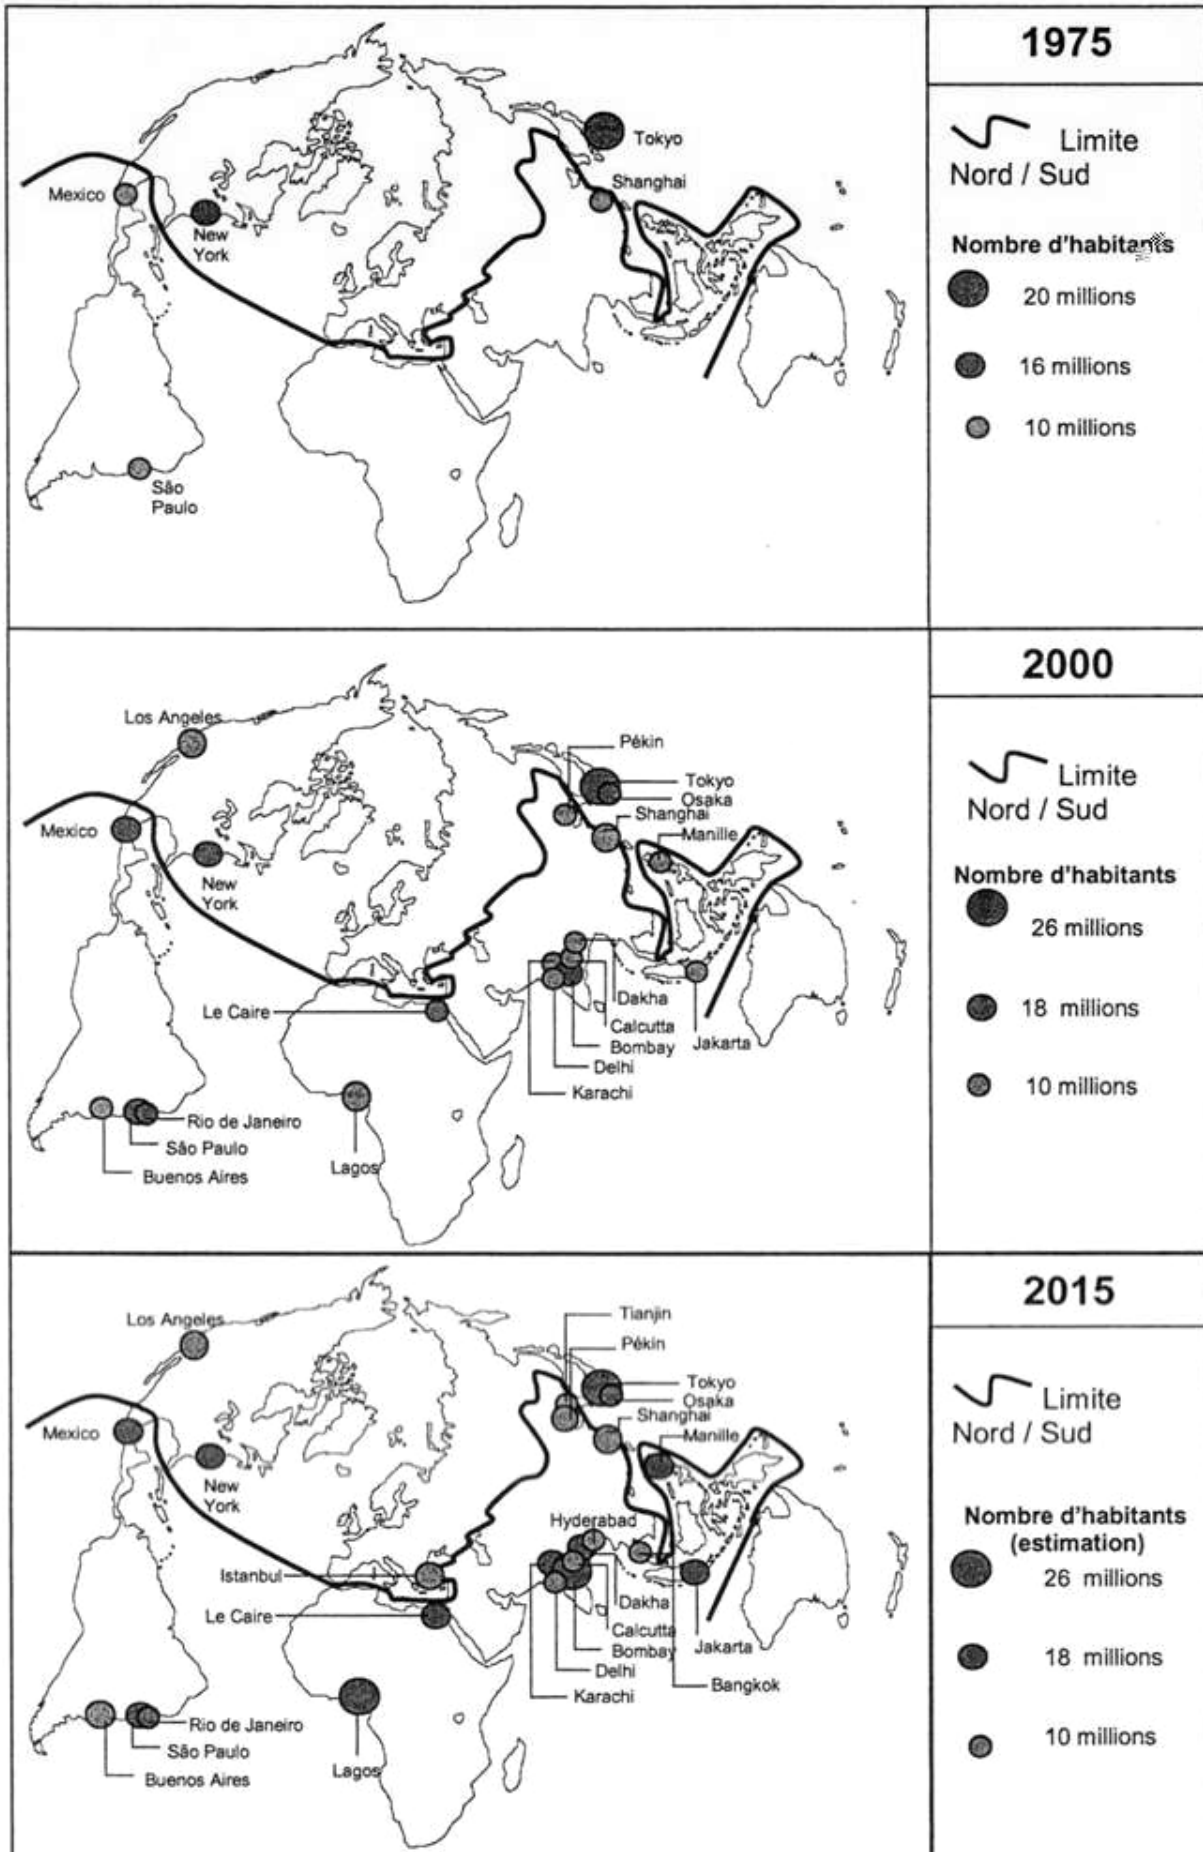 1975
Limite
Nord / Sud
Nombre d'habitants
20 millions
16 millions
10 millions
Tokyo
Shanghai
Mexico
New
York
São
Paulo
2000
Limite
Nord / Sud
Nombre d'habitants
26 millions
18 millions
10 millions
Los Angeles
Pékin
Tokyo
Osaka
Shanghai
Manille
Mexico
New
York
Le Caire
Dakha
Calcutta
Bombay
Jakarta
Delhi
Karachi
Rio de Janeiro
São Paulo
Buenos Aires
Lagos
2015
Limite
Nord / Sud
Nombre d'habitants
(estimation)
26 millions
18 millions
10 millions
Los Angeles
Tianjin
Pékin
Tokyo
Osaka
Shanghai
Manille
Mexico
New
York
Hyderabad
Istanbul
Le Caire
Dakha
Calcutta
Bombay
Jakarta
Delhi
Bangkok
Karachi
Rio de Janeiro
São Paulo
Buenos Aires
Lagos